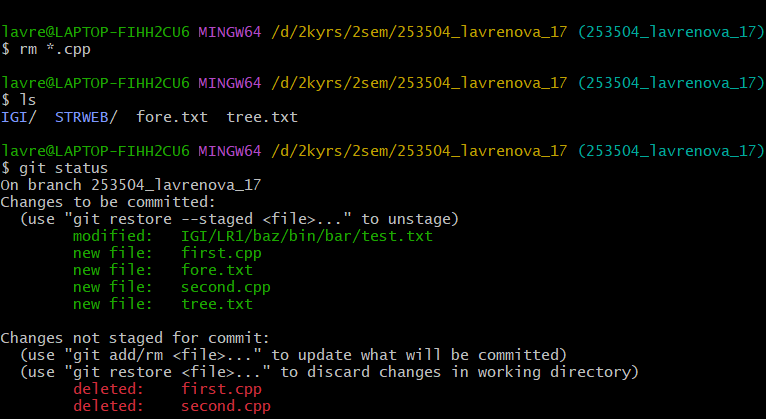 lavre@LAPTOP-FIHH2CU6 MINGW64 /d/2kyrs/2sem/253504_lavrenova_17 (253504_lavrenova_17)
$ rm *.cpp
lavre@LAPTOP-FIHH2CU6 MINGW64 /d/2kyrs/2sem/253504_lavrenova_17 (253504_lavrenova_17)
$ ls
IGI/  STRWEB/  fore.txt  tree.txt
lavre@LAPTOP-FIHH2CU6 MINGW64 /d/2kyrs/2sem/253504_lavrenova_17 (253504_lavrenova_17)
$ git status
On branch 253504_lavrenova_17
Changes to be committed:
  (use "git restore --staged <file>..." to unstage)
        modified:   IGI/LR1/baz/bin/bar/test.txt
        new file:   first.cpp
        new file:   fore.txt
        new file:   second.cpp
        new file:   tree.txt
Changes not staged for commit:
  (use "git add/rm <file>..." to update what will be committed)
  (use "git restore <file>..." to discard changes in working directory)
        deleted:    first.cpp
        deleted:    second.cpp